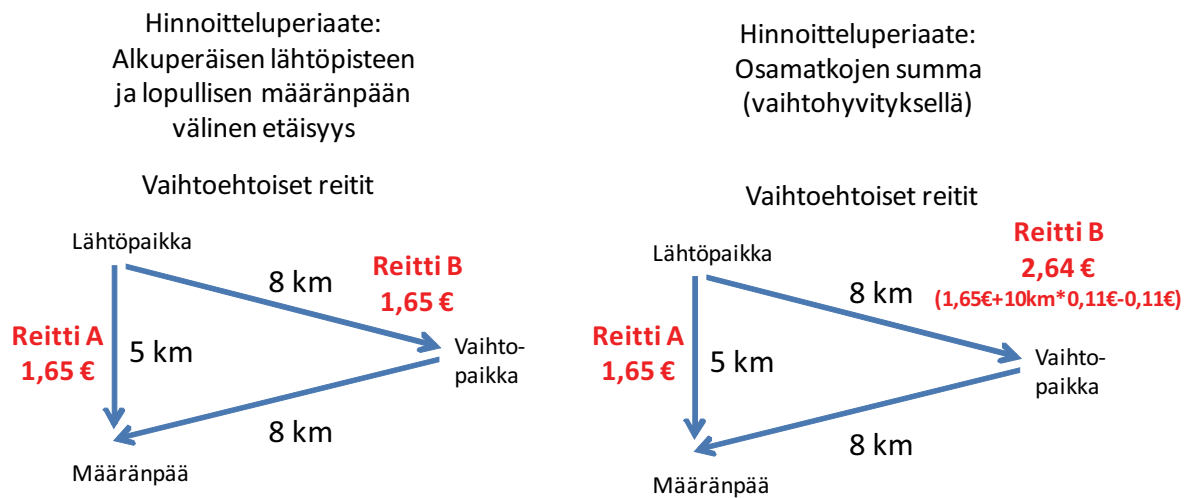 Hinnoitteluperiaate:
Alkuperäisen lähtöpisteen
ja lopullisen määränpään
välinen etäisyys
Vaihtoehtoiset reitit
Lähtöpaikka
8 km
Reitti B
1,65 €
Reitti A
1,65 €
5 km
Vaihto-
paikka
8 km
Määränpää
Hinnoitteluperiaate:
Osamatkojen summa
(vaihtohyvityksellä)
Vaihtoehtoiset reitit
Lähtöpaikka
Reitti B
2,64 €
(1,65€+10km*0,11€-0,11€)
8 km
Reitti A
1,65 €
5 km
Vaihto-
paikka
8 km
Määränpää